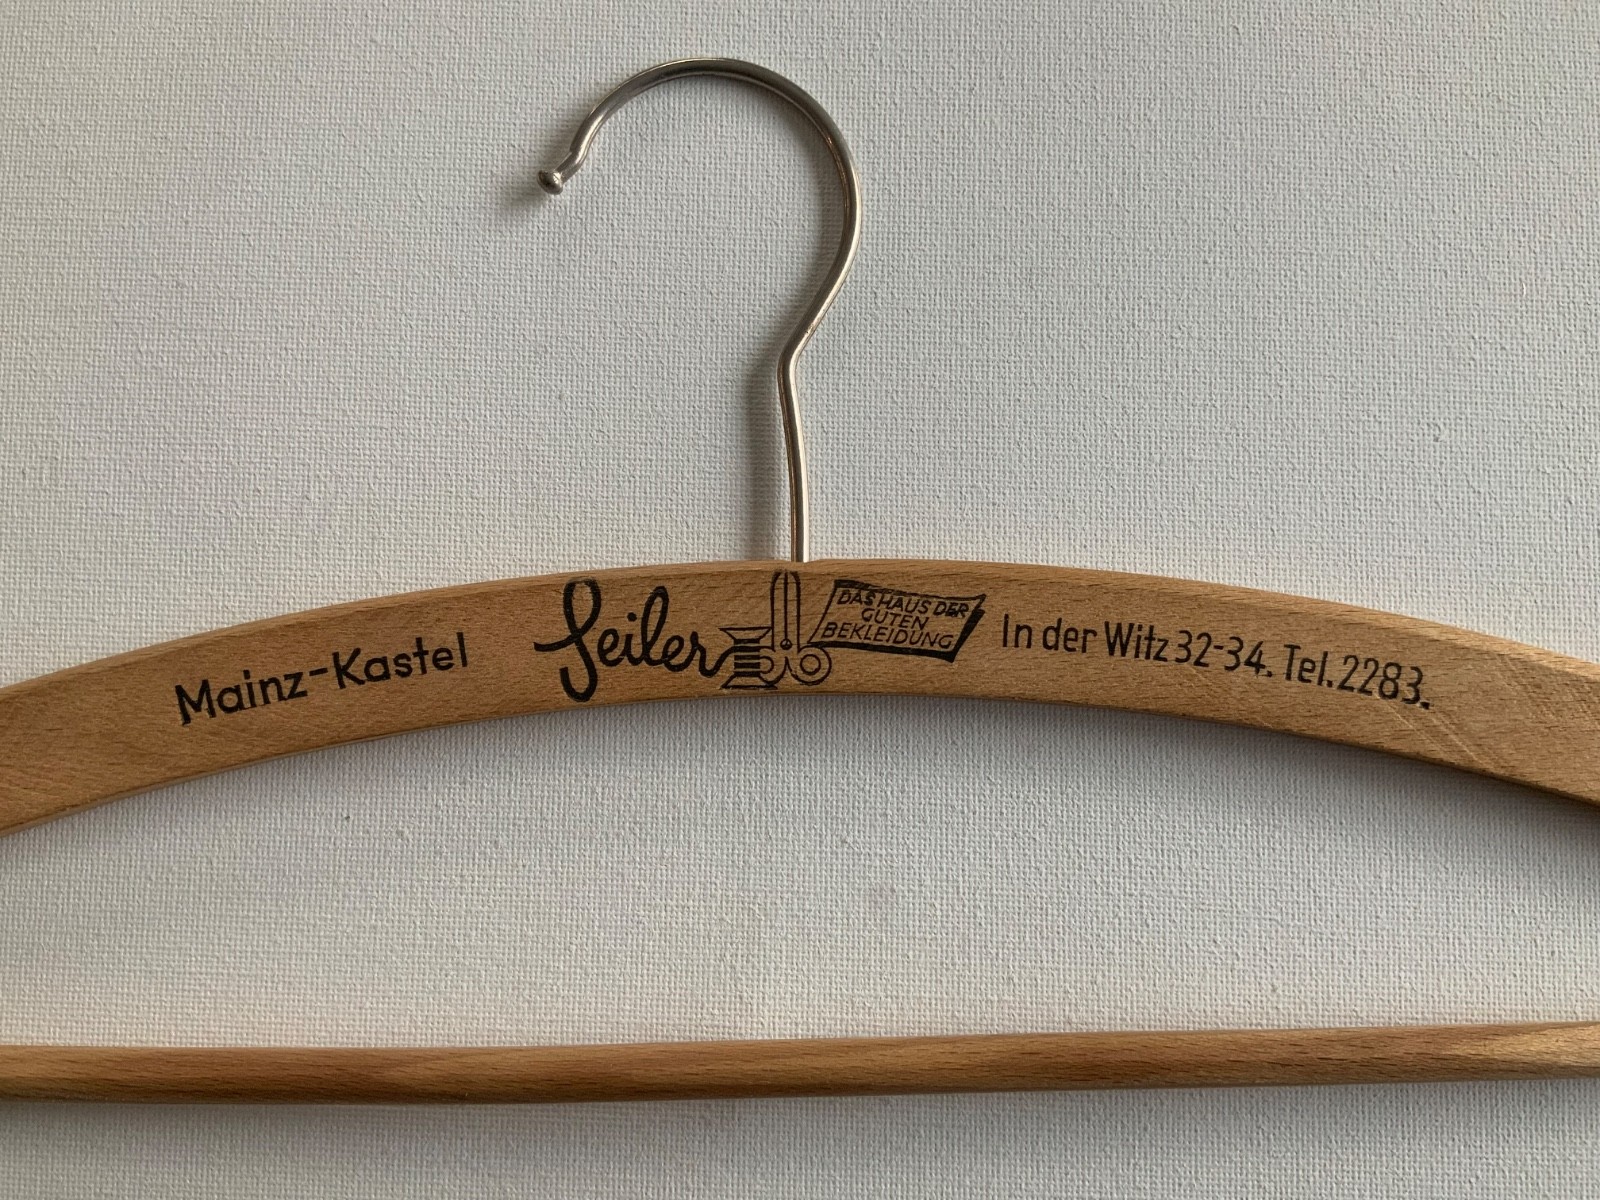 Mainz-Kastel
Seiler
DAS HAUS DER
GUTEN
BEKLEIDUNG
In der Witz 32-34. Tel. 2283.